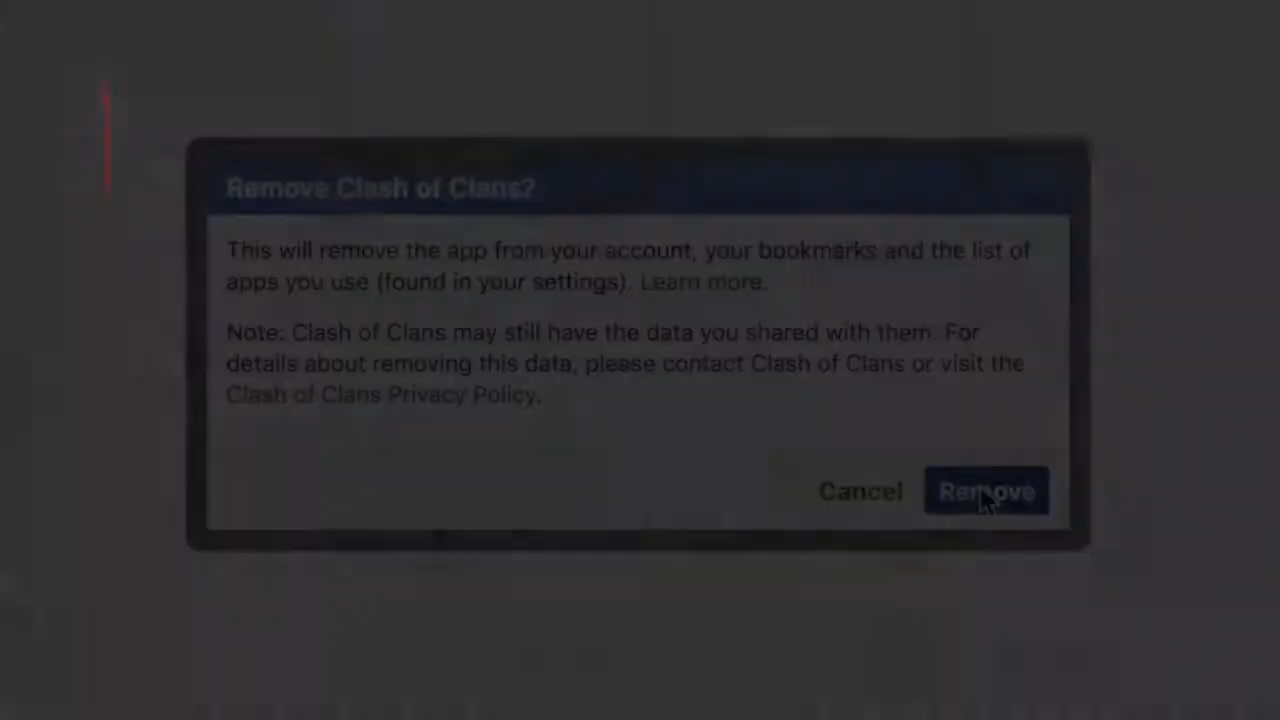 Remove Clash of Clans?
This will remove the app from your account, your bookmarks and the list of
apps you use (found in your settings). Learn more.
Note: Clash of Clans may still have the data you shared with them. For
details about removing this data, please contact Clash of Clans or visit the
Clash of Clans Privacy Policy.
Cancel Remove